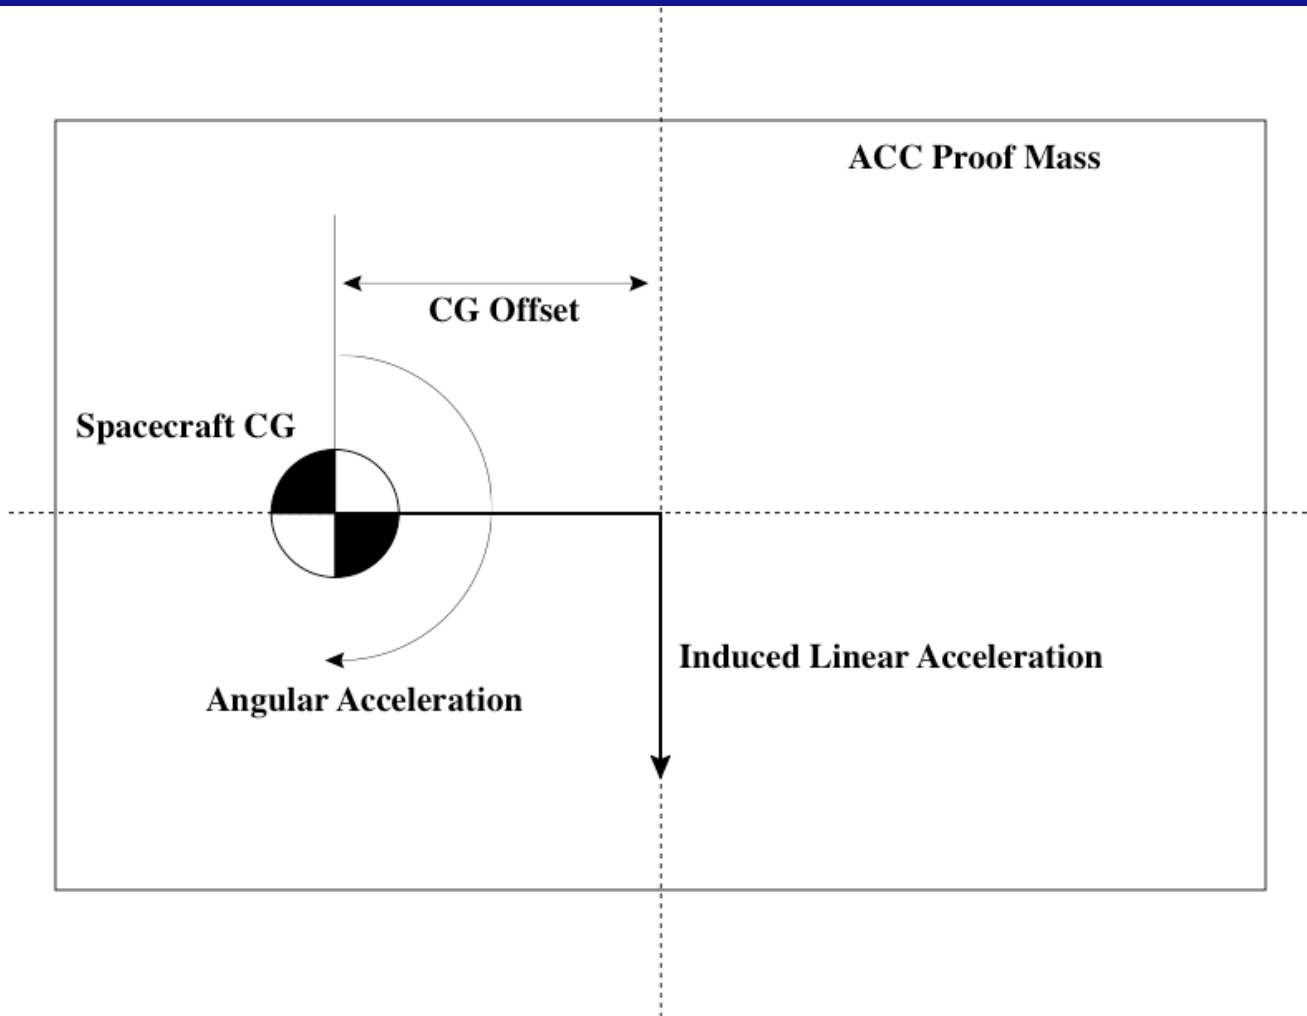 ACC Proof Mass
CG Offset
Spacecraft CG
Induced Linear Acceleration
Angular Acceleration